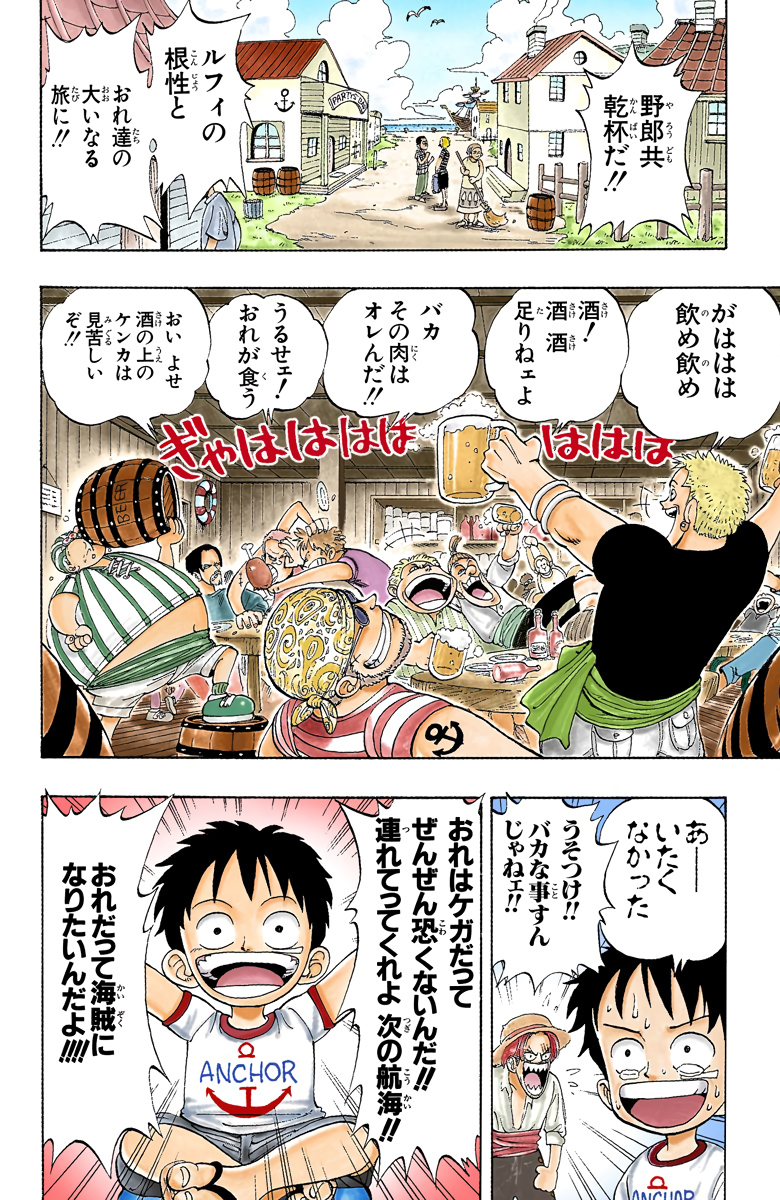 野郎共
乾杯だ!!
ルフィの
根性と
おれ達の
大いなる
旅に!!
PARTYS BAR
がははは
飲め飲め
酒!
酒 酒
足りねェよ
バカ
その肉は
オレんだ!!
うるせェ!
おれが食う
おい よせ
酒の上の
ケンカは
見苦しい
ぞ!!
ぎゃはははは
ははは
BEER
あ──
いたく
なかった
うそつけ!!
バカな事すん
じゃねェ!!
おれはケガだって
ぜんぜん恐くないんだ!!
連れてってくれよ 次の航海!!
おれだって海賊に
なりたいんだよ!!!!!
ANCHOR